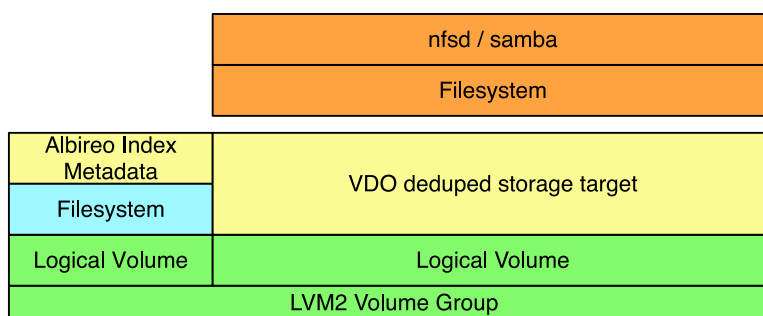 nfsd / samba
Filesystem
Albireo Index
Metadata
VDO deduped storage target
Filesystem
Logical Volume
Logical Volume
LVM2 Volume Group